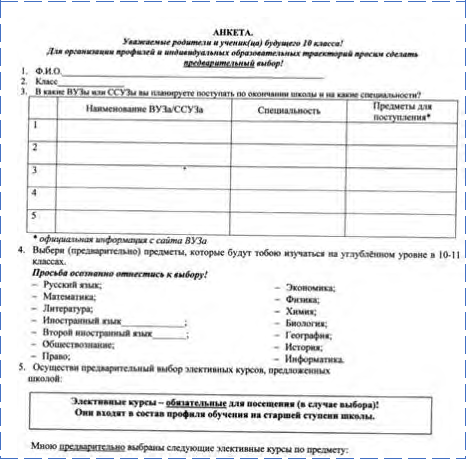 АНКЕТА.
Уважаемые родители и ученик(ца) будущего 10 класса!
Для организации профилей и индивидуальных образовательных траекторий просим сделать
предварительный выбор!
1. Ф.И.О.
2. Класс
3. В какие ВУЗы или ССУЗы вы планируете поступать по окончании школы и на какие специальности?
Наименование ВУЗа/ССУЗа Специальность Предметы для поступления*
1
2
3
4
5
* официальная информация с сайта ВУЗа
4. Выбери (предварительно) предметы, которые будут тобою изучаться на углублённом уровне в 10-11
классах.
Просьба осознанно отнестись к выбору!
– Русский язык;
– Математика;
– Литература;
– Иностранный язык____________;
– Второй иностранный язык______;
– Обществознание;
– Право;
– Экономика;
– Физика;
– Химия;
– Биология;
– География;
– История;
– Информатика.
5. Осуществи предварительный выбор элективных курсов, предложенных
школой:
Элективные курсы – обязательные для посещения (в случае выбора)!
Они входят в состав профиля обучения на старшей ступени школы.
Мною предварительно выбраны следующие элективные курсы по предмету: